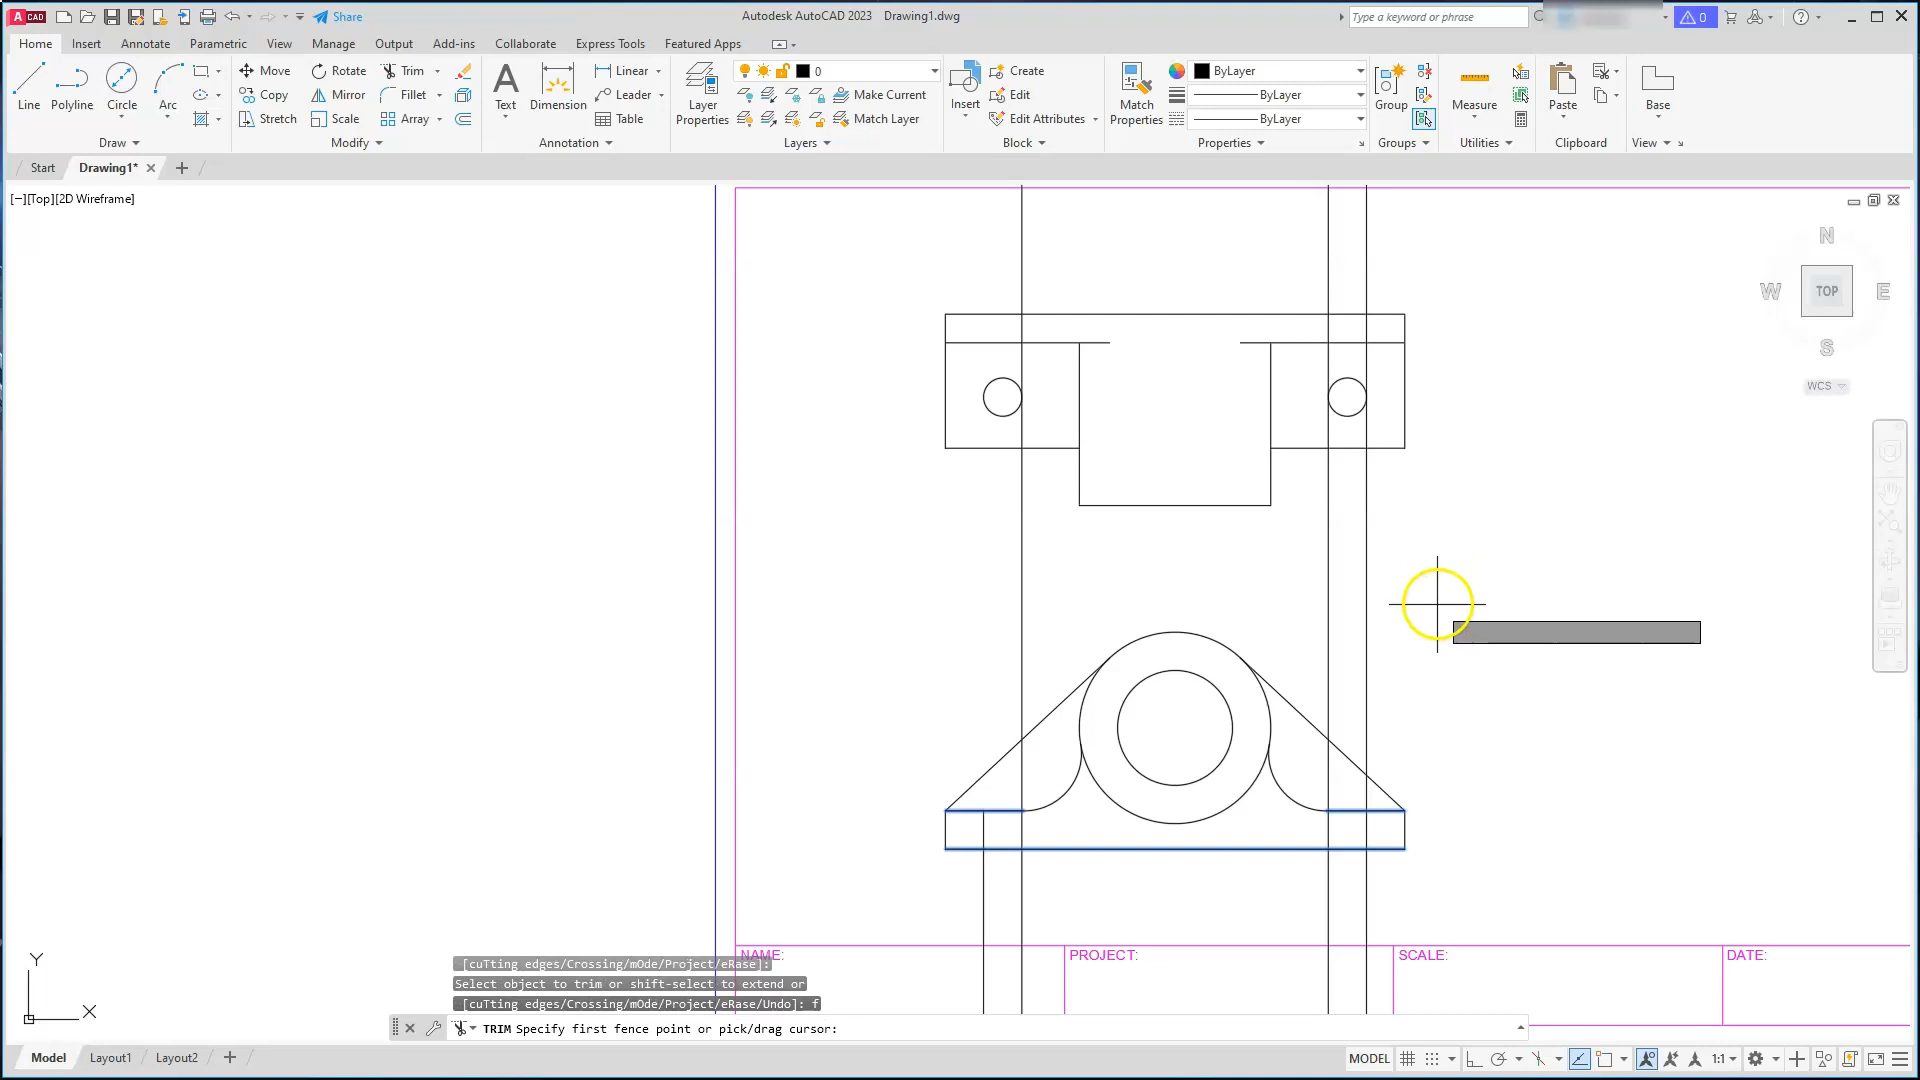 A CAD
Share
Autodesk AutoCAD 2023 Drawing1.dwg
Type a keyword or phrase
0
Home Insert Annotate Parametric View Manage Output Add-ins Collaborate Express Tools Featured Apps
Line
Polyline
Circle
Arc
Move
Copy
Stretch
Rotate
Mirror
Scale
Trim
Fillet
Array
Text
Dimension
Linear
Leader
Table
Layer
Properties
0
Make Current
Match Layer
Insert
Create
Edit
Edit Attributes
Match
Properties
ByLayer
ByLayer
ByLayer
Group
Measure
Paste
Base
Draw Modify Annotation Layers Block Properties Groups Utilities Clipboard View
Start Drawing1*
[−][Top][2D Wireframe]
N
W TOP E
S
WCS
NAME: PROJECT: SCALE: DATE:
Y
X
[cuTting edges/Crossing/mOde/Project/eRase]:
Select object to trim or shift-select to extend or
[cuTting edges/Crossing/mOde/Project/eRase/Undo]: f
TRIM Specify first fence point or pick/drag cursor:
Model Layout1 Layout2
MODEL 1:1